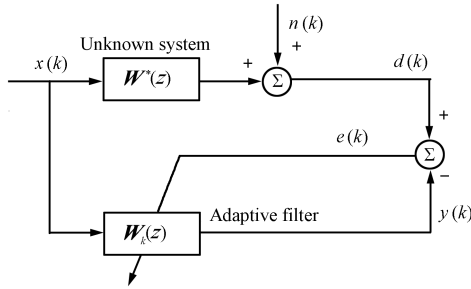 n (k)
Unknown system
+
x (k)
W*(z)
+
Σ
d (k)
+
e (k)
Σ
−
Adaptive filter
W_k(z)
y (k)